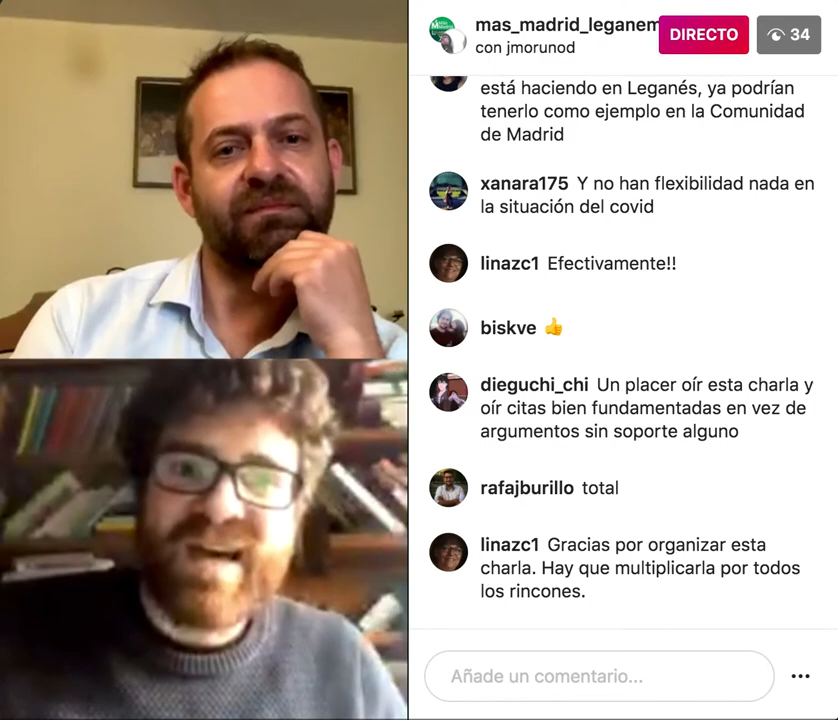 mas_madrid_leganem
con jmorunod
DIRECTO
34
está haciendo en Leganés, ya podrían
tenerlo como ejemplo en la Comunidad
de Madrid
xanara175 Y no han flexibilidad nada en
la situación del covid
linazc1 Efectivamente!!
biskve 👍
dieguchi_chi Un placer oír esta charla y
oír citas bien fundamentadas en vez de
argumentos sin soporte alguno
rafajburillo total
linazc1 Gracias por organizar esta
charla. Hay que multiplicarla por todos
los rincones.
Añade un comentario...